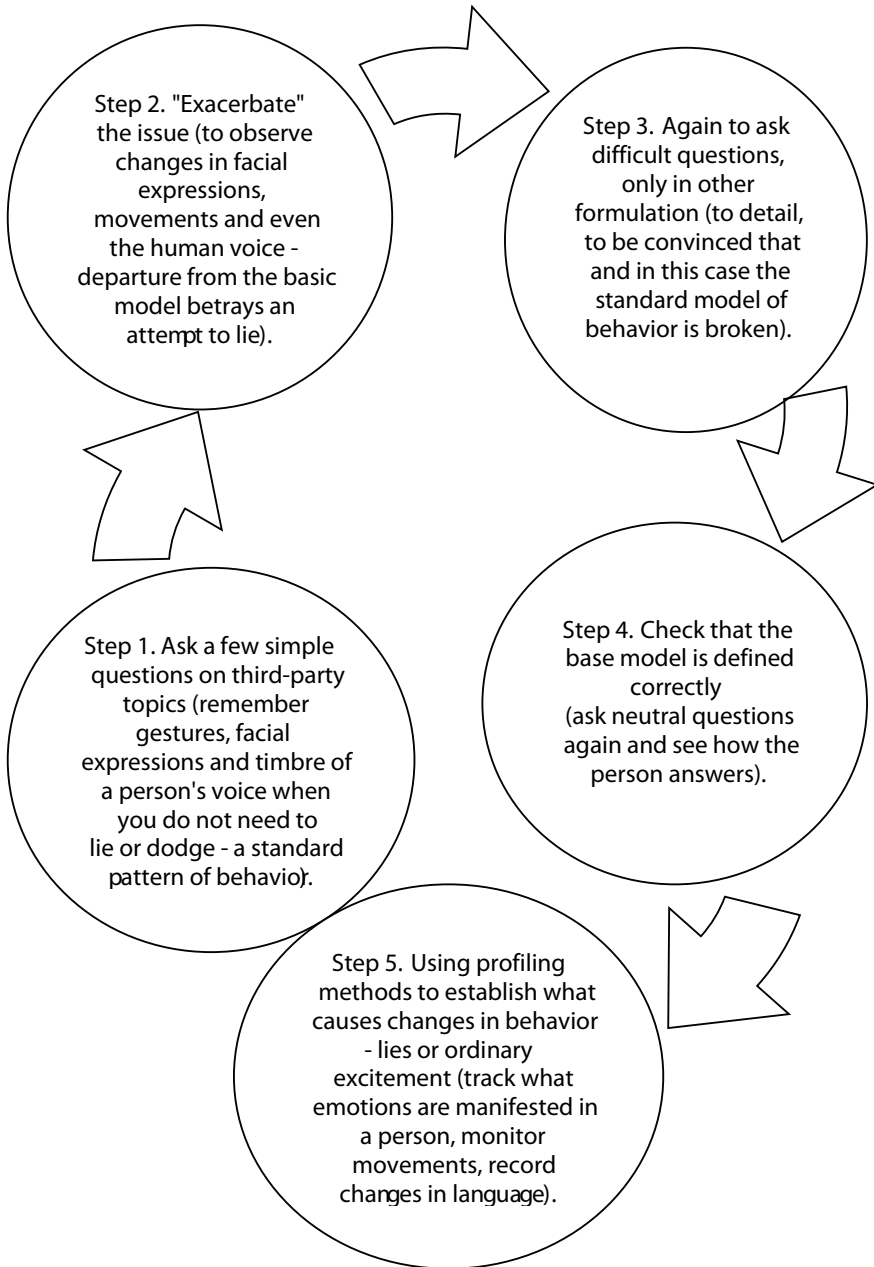 Step 1. Ask a few simple
questions on third-party
topics (remember
gestures, facial
expressions and timbre of
a person's voice when
you do not need to
lie or dodge - a standard
pattern of behavior.
Step 2. "Exacerbate"
the issue (to observe
changes in facial
expressions,
movements and even
the human voice -
departure from the basic
model betrays an
attempt to lie).
Step 3. Again to ask
difficult questions,
only in other
formulation (to detail,
to be convinced that
and in this case the
standard model of
behavior is broken).
Step 4. Check that the
base model is defined
correctly
(ask neutral questions
again and see how the
person answers).
Step 5. Using profiling
methods to establish what
causes changes in behavior
- lies or ordinary
excitement (track what
emotions are manifested in
a person, monitor
movements, record
changes in language).